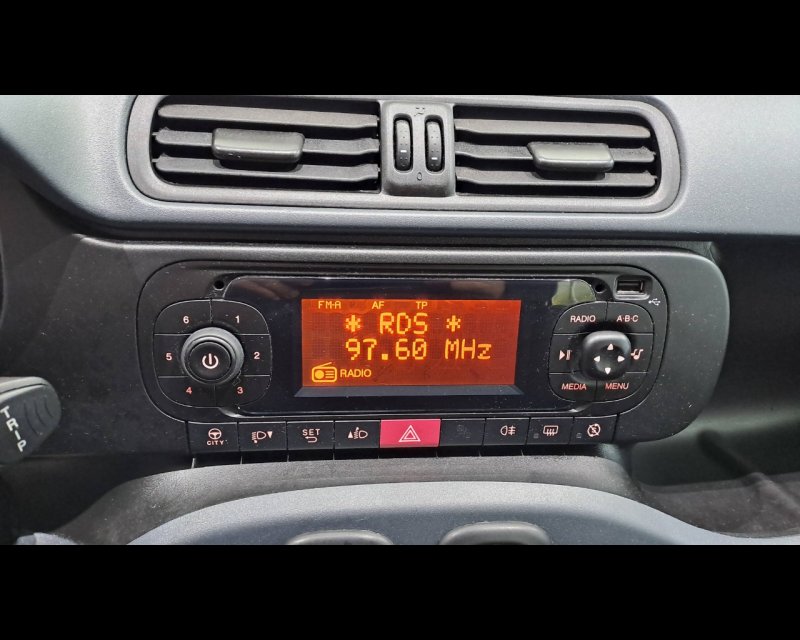 FM-A AF TP
* RDS *
97.60 MHz
RADIO
6 1
5 2
4 3
RADIO A·B·C
MEDIA MENU
CITY
SET
TRIP